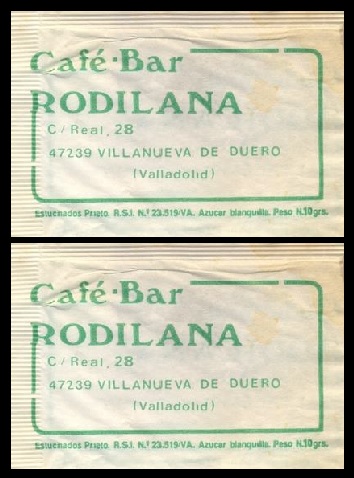 Café·Bar
RODILANA
C/Real, 28
47239 VILLANUEVA DE DUERO
(Valladolid)
Estuchados Prieto. R.S.I. N.º 23.519/VA. Azucar blanquilla. Peso N.10grs.
Café·Bar
RODILANA
C/Real, 28
47239 VILLANUEVA DE DUERO
(Valladolid)
Estuchados Prieto. R.S.I. N.º 23.519/VA. Azucar blanquilla. Peso N.10grs.